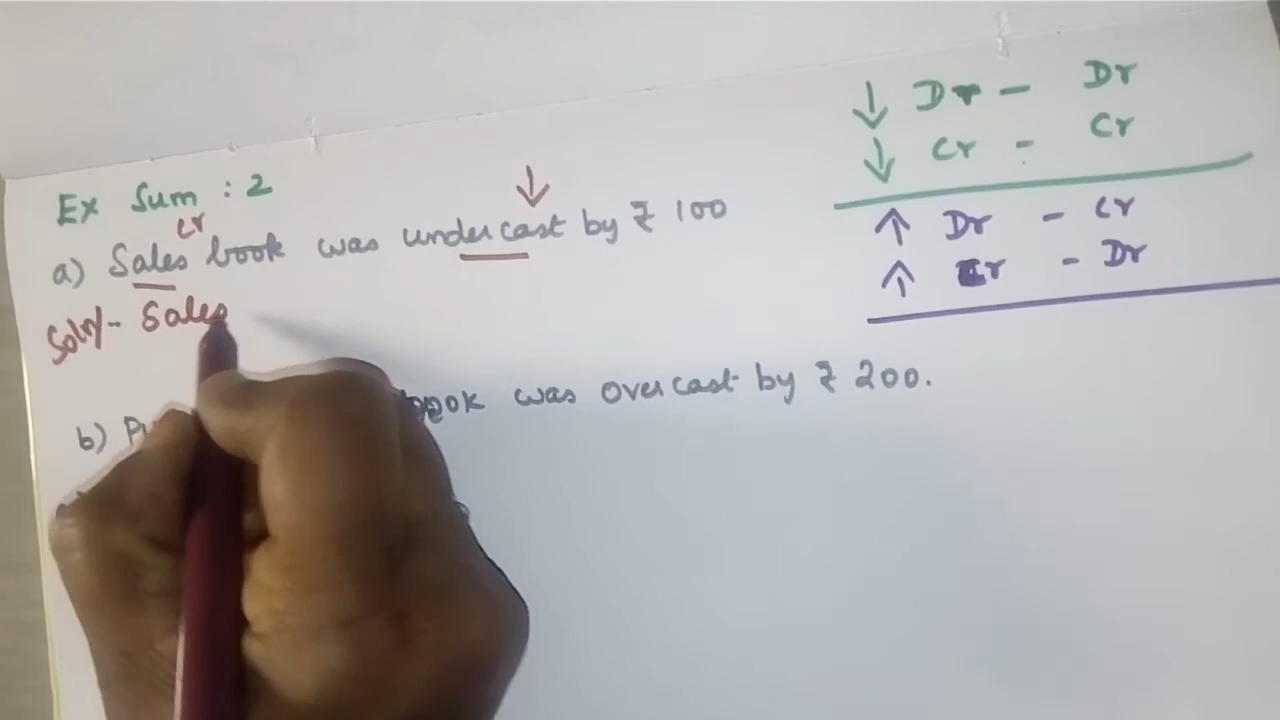 ↓ Dr - Dr
↓ Cr - Cr
↑ Dr - Cr
↑ Cr - Dr
Ex Sum : 2
Cr ↓
a) Sales book was undercast by ₹ 100
Soln/- Sales
b) book was overcast by ₹ 200.